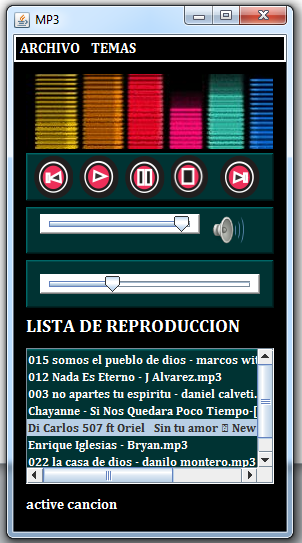 MP3
ARCHIVO TEMAS
LISTA DE REPRODUCCION
015 somos el pueblo de dios - marcos wit
012 Nada Es Eterno - J Alvarez.mp3
003 no apartes tu espiritu - daniel calveti.
Chayanne - Si Nos Quedara Poco Tiempo-[
Di Carlos 507 ft Oriel Sin tu amor New
Enrique Iglesias - Bryan.mp3
022 la casa de dios - danilo montero.mp3
active cancion